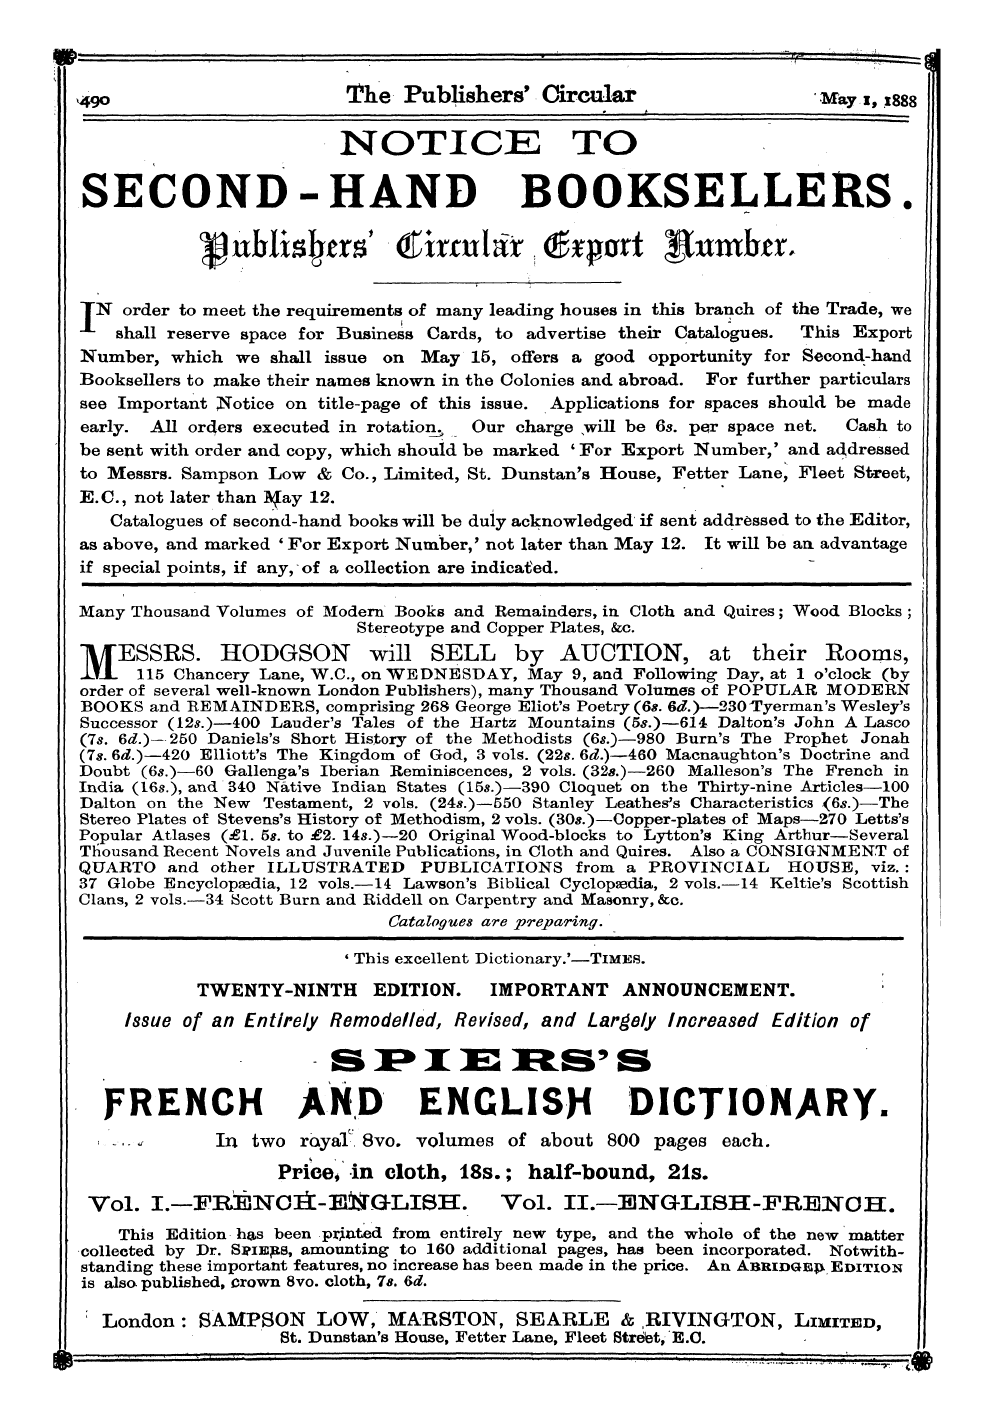 490 The Publishers' Circular May 1, 1888
NOTICE TO
SECOND-HAND BOOKSELLERS.
Publishers' Circular Export Number.
IN order to meet the requirements of many leading houses in this branch of the Trade, we
shall reserve space for Business Cards, to advertise their Catalogues. This Export
Number, which we shall issue on May 15, offers a good opportunity for Second-hand
Booksellers to make their names known in the Colonies and abroad. For further particulars
see Important Notice on title-page of this issue. Applications for spaces should be made
early. All orders executed in rotation. Our charge will be 6s. per space net. Cash to
be sent with order and copy, which should be marked ‘For Export Number,’ and addressed
to Messrs. Sampson Low & Co., Limited, St. Dunstan's House, Fetter Lane, Fleet Street,
E.C., not later than May 12.
Catalogues of second-hand books will be duly acknowledged if sent addressed to the Editor,
as above, and marked ‘For Export Number,’ not later than May 12. It will be an advantage
if special points, if any, of a collection are indicated.
Many Thousand Volumes of Modern Books and Remainders, in Cloth and Quires; Wood Blocks;
Stereotype and Copper Plates, &c.
MESSRS. HODGSON will SELL by AUCTION, at their Rooms,
115 Chancery Lane, W.C., on WEDNESDAY, May 9, and Following Day, at 1 o'clock (by
order of several well-known London Publishers), many Thousand Volumes of POPULAR MODERN
BOOKS and REMAINDERS, comprising 268 George Eliot's Poetry (6s. 6d.)—230 Tyerman's Wesley's
Successor (12s.)—400 Lauder's Tales of the Hartz Mountains (5s.)—614 Dalton's John A Lasco
(7s. 6d.)—250 Daniels's Short History of the Methodists (6s.)—980 Burn's The Prophet Jonah
(7s. 6d.)—420 Elliott's The Kingdom of God, 3 vols. (22s. 6d.)—460 Macnaughton's Doctrine and
Doubt (6s.)—60 Gallenga's Iberian Reminiscences, 2 vols. (32s.)—260 Malleson's The French in
India (16s.), and 340 Native Indian States (15s.)—390 Cloquet on the Thirty-nine Articles—100
Dalton on the New Testament, 2 vols. (24s.)—550 Stanley Leathes's Characteristics (6s.)—The
Stereo Plates of Stevens's History of Methodism, 2 vols. (30s.)—Copper-plates of Maps—270 Letts's
Popular Atlases (£1. 5s. to £2. 14s.)—20 Original Wood-blocks to Lytton's King Arthur—Several
Thousand Recent Novels and Juvenile Publications, in Cloth and Quires. Also a CONSIGNMENT of
QUARTO and other ILLUSTRATED PUBLICATIONS from a PROVINCIAL HOUSE, viz.:
37 Globe Encyclopædia, 12 vols.—14 Lawson's Biblical Cyclopædia, 2 vols.—14 Keltie's Scottish
Clans, 2 vols.—34 Scott Burn and Riddell on Carpentry and Masonry, &c.
Catalogues are preparing.
‘This excellent Dictionary.’—TIMES.
TWENTY-NINTH EDITION. IMPORTANT ANNOUNCEMENT.
Issue of an Entirely Remodelled, Revised, and Largely Increased Edition of
SPIERS'S
FRENCH AND ENGLISH DICTIONARY.
In two royal 8vo. volumes of about 800 pages each.
Price, in cloth, 18s.; half-bound, 21s.
Vol. I.—FRENCH-ENGLISH. Vol. II.—ENGLISH-FRENCH.
This Edition has been printed from entirely new type, and the whole of the new matter
collected by Dr. SPIERS, amounting to 160 additional pages, has been incorporated. Notwith-
standing these important features, no increase has been made in the price. An ABRIDGED EDITION
is also published, crown 8vo. cloth, 7s. 6d.
London: SAMPSON LOW, MARSTON, SEARLE & RIVINGTON, LIMITED,
St. Dunstan's House, Fetter Lane, Fleet Street, E.C.